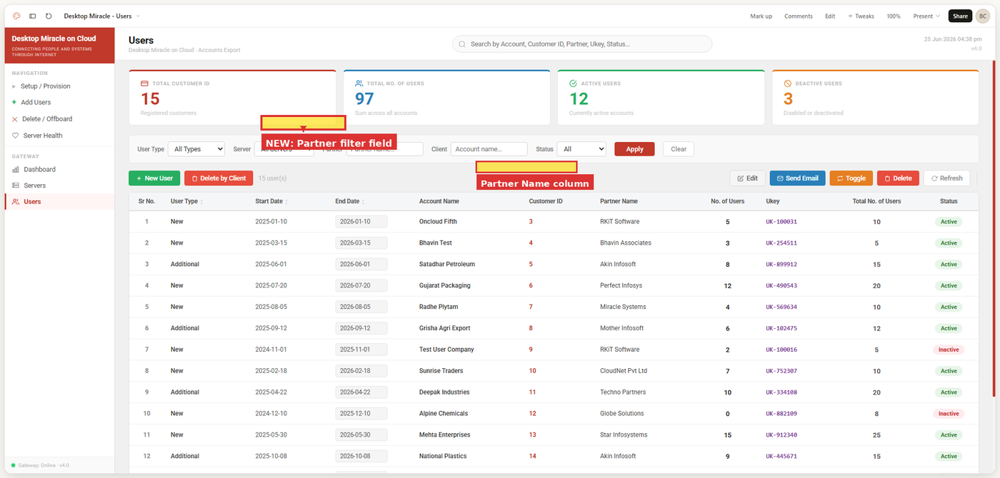 Desktop Miracle - Users
Mark up Comments Edit + Tweaks 100% Present Share BC
Desktop Miracle on Cloud
CONNECTING PEOPLE AND SYSTEMS
THROUGH INTERNET
NAVIGATION
Setup / Provision
+ Add Users
Delete / Offboard
Server Health
GATEWAY
Dashboard
Servers
Users
Gateway: Online · v4.0
Users
Desktop Miracle on Cloud · Accounts Export
Search by Account, Customer ID, Partner, Ukey, Status...
25 Jun 2026 04:38 pm
v4.0
TOTAL CUSTOMER ID
15
Registered customers
TOTAL NO. OF USERS
97
Sum across all accounts
ACTIVE USERS
12
Currently active accounts
DEACTIVE USERS
3
Disabled or deactivated
NEW: Partner filter field
User Type All Types Server All Servers Partner Partner name... Client Account name... Status All Apply Clear
Partner Name column
+ New User Delete by Client 15 user(s) Edit Send Email Toggle Delete Refresh
Sr No. User Type Start Date End Date Account Name Customer ID Partner Name No. of Users Ukey Total No. of Users Status
1 New 2025-01-10 2026-01-10 Oncloud Fifth 3 RKiT Software 5 UK-100031 10 Active
2 New 2025-03-15 2026-03-15 Bhavin Test 4 Bhavin Associates 3 UK-254511 5 Active
3 Additional 2025-06-01 2026-06-01 Satadhar Petroleum 5 Akin Infosoft 8 UK-899912 15 Active
4 New 2025-07-20 2026-07-20 Gujarat Packaging 6 Perfect Infosys 12 UK-490543 20 Active
5 New 2025-08-05 2026-08-05 Radhe Plytam 7 Miracle Systems 4 UK-569634 10 Active
6 Additional 2025-09-12 2026-09-12 Grisha Agri Export 8 Mother Infosoft 6 UK-102475 12 Active
7 New 2024-11-01 2025-11-01 Test User Company 9 RKiT Software 2 UK-100016 5 Inactive
8 New 2025-02-18 2026-02-18 Sunrise Traders 10 CloudNet Pvt Ltd 7 UK-752307 10 Active
9 Additional 2025-04-22 2026-04-22 Deepak Industries 11 Techno Partners 10 UK-334108 20 Active
10 New 2024-12-10 2025-12-10 Alpine Chemicals 12 Globe Solutions 0 UK-882109 8 Inactive
11 New 2025-05-30 2026-05-30 Mehta Enterprises 13 Star Infosystems 15 UK-912340 25 Active
12 Additional 2025-10-08 2026-10-08 National Plastics 14 Akin Infosoft 9 UK-445671 15 Active